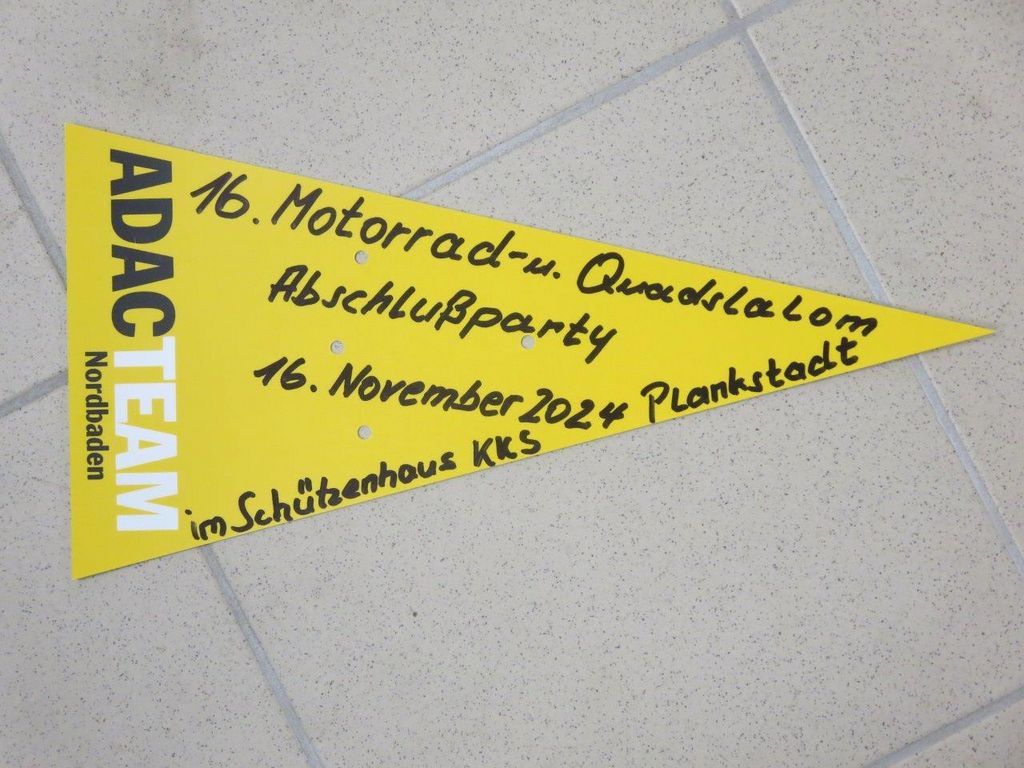 ADACTEAM
Nordbaden
16. Motorrad-u. Quadslalom
Abschlußparty
16. November 2024
im Schützenhaus KKS Plankstadt